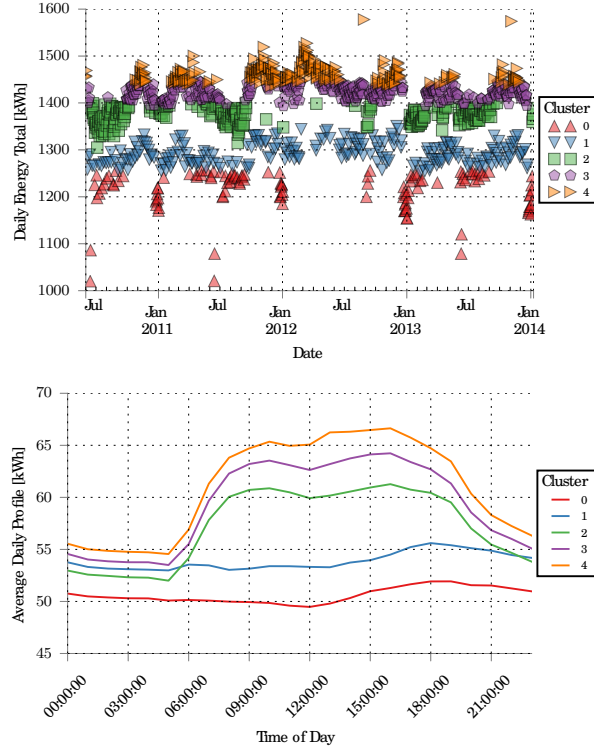 1600
1500
1400
1300
1200
1100
1000
Daily Energy Total [kWh]
Jul
Jan
2011
Jul
Jan
2012
Jul
Jan
2013
Jul
Jan
2014
Date
Cluster
0
1
2
3
4
70
65
60
55
50
45
Average Daily Profile [kWh]
00:00:00
03:00:00
06:00:00
09:00:00
12:00:00
15:00:00
18:00:00
21:00:00
Time of Day
Cluster
0
1
2
3
4